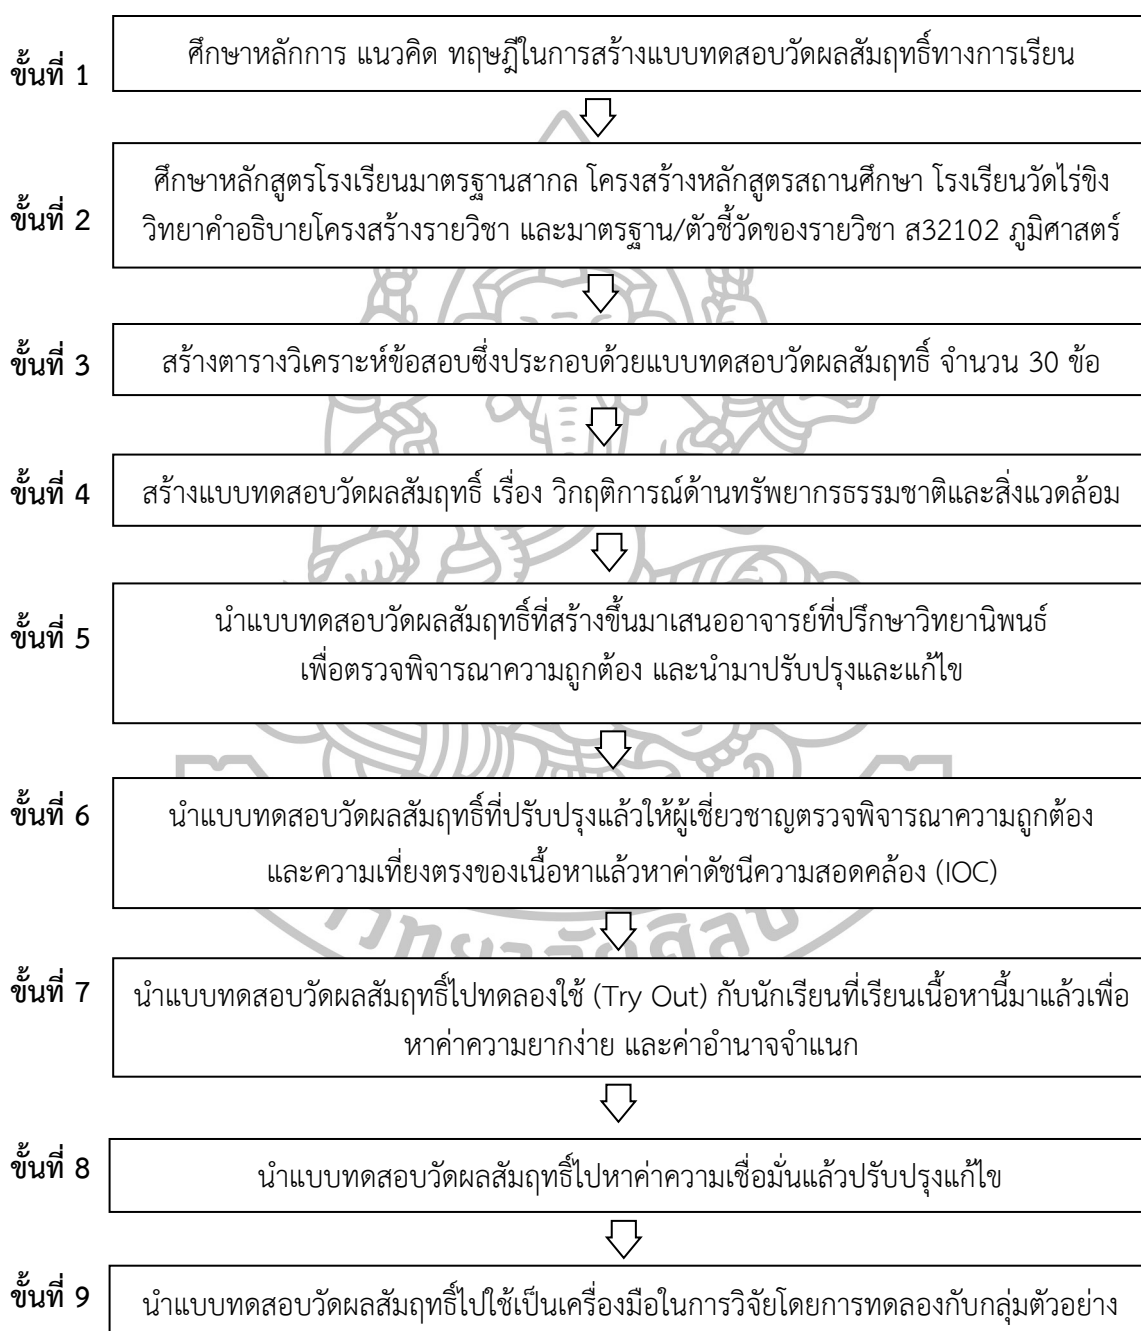 ขั้นที่ 1
ศึกษาหลักการ แนวคิด ทฤษฎีในการสร้างแบบทดสอบวัดผลสัมฤทธิ์ทางการเรียน
ขั้นที่ 2
ศึกษาหลักสูตรโรงเรียนมาตรฐานสากล โครงสร้างหลักสูตรสถานศึกษา โรงเรียนวัดไร่ขิง
วิทยาคำอธิบายโครงสร้างรายวิชา และมาตรฐาน/ตัวชี้วัดของรายวิชา ส32102 ภูมิศาสตร์
ขั้นที่ 3
สร้างตารางวิเคราะห์ข้อสอบซึ่งประกอบด้วยแบบทดสอบวัดผลสัมฤทธิ์ จำนวน 30 ข้อ
ขั้นที่ 4
สร้างแบบทดสอบวัดผลสัมฤทธิ์ เรื่อง วิกฤติการณ์ด้านทรัพยากรธรรมชาติและสิ่งแวดล้อม
ขั้นที่ 5
นำแบบทดสอบวัดผลสัมฤทธิ์ที่สร้างขึ้นมาเสนออาจารย์ที่ปรึกษาวิทยานิพนธ์
เพื่อตรวจพิจารณาความถูกต้อง และนำมาปรับปรุงและแก้ไข
ขั้นที่ 6
นำแบบทดสอบวัดผลสัมฤทธิ์ที่ปรับปรุงแล้วให้ผู้เชี่ยวชาญตรวจพิจารณาความถูกต้อง
และความเที่ยงตรงของเนื้อหาแล้วหาค่าดัชนีความสอดคล้อง (IOC)
ขั้นที่ 7
นำแบบทดสอบวัดผลสัมฤทธิ์ไปทดลองใช้ (Try Out) กับนักเรียนที่เรียนเนื้อหานี้มาแล้วเพื่อ
หาค่าความยากง่าย และค่าอำนาจจำแนก
ขั้นที่ 8
นำแบบทดสอบวัดผลสัมฤทธิ์ไปหาค่าความเชื่อมั่นแล้วปรับปรุงแก้ไข
ขั้นที่ 9
นำแบบทดสอบวัดผลสัมฤทธิ์ไปใช้เป็นเครื่องมือในการวิจัยโดยการทดลองกับกลุ่มตัวอย่าง